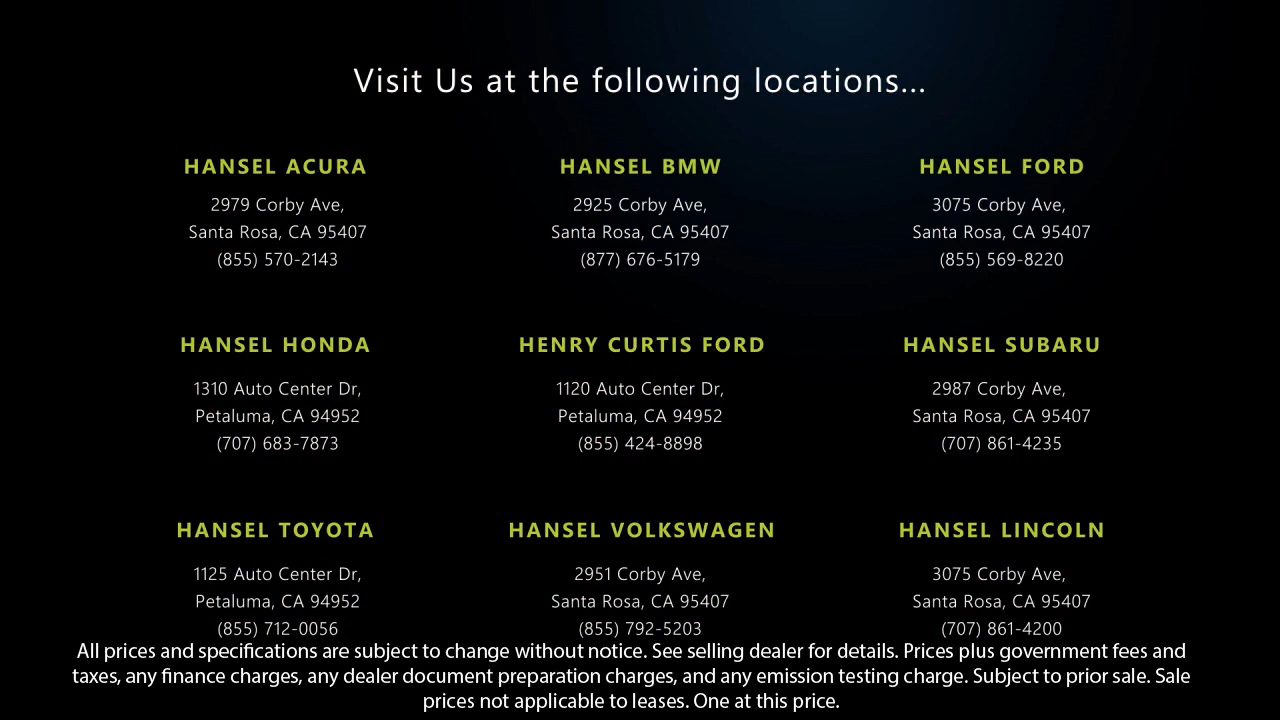 Visit Us at the following locations...
HANSEL ACURA
2979 Corby Ave,
Santa Rosa, CA 95407
(855) 570-2143
HANSEL BMW
2925 Corby Ave,
Santa Rosa, CA 95407
(877) 676-5179
HANSEL FORD
3075 Corby Ave,
Santa Rosa, CA 95407
(855) 569-8220
HANSEL HONDA
1310 Auto Center Dr,
Petaluma, CA 94952
(707) 683-7873
HENRY CURTIS FORD
1120 Auto Center Dr,
Petaluma, CA 94952
(855) 424-8898
HANSEL SUBARU
2987 Corby Ave,
Santa Rosa, CA 95407
(707) 861-4235
HANSEL TOYOTA
1125 Auto Center Dr,
Petaluma, CA 94952
(855) 712-0056
HANSEL VOLKSWAGEN
2951 Corby Ave,
Santa Rosa, CA 95407
(855) 792-5203
HANSEL LINCOLN
3075 Corby Ave,
Santa Rosa, CA 95407
(707) 861-4200
All prices and specifications are subject to change without notice. See selling dealer for details. Prices plus government fees and
taxes, any finance charges, any dealer document preparation charges, and any emission testing charge. Subject to prior sale. Sale
prices not applicable to leases. One at this price.